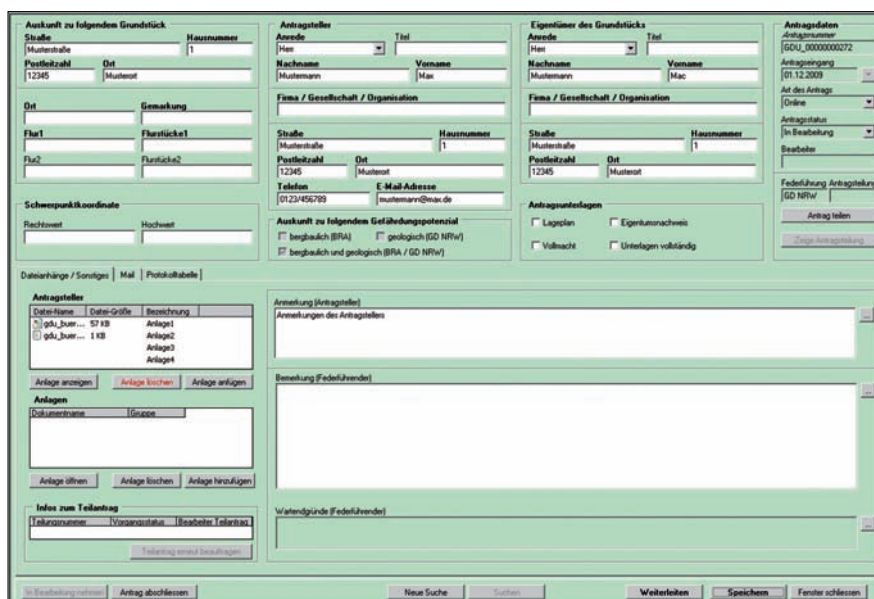 Auskunft zu folgendem Grundstück
Straße Hausnummer
Musterstraße 1
Postleitzahl Ort
12345 Musterort
Ort Gemarkung
Flur1 Flurstücke1
Flur2 Flurstücke2
Schwerpunktkoordinate
Rechtswert Hochwert
Antragsteller
Anrede Titel
Herr
Nachname Vorname
Mustermann Max
Firma / Gesellschaft / Organisation
Straße Hausnummer
Musterstraße 1
Postleitzahl Ort
12345 Musterort
Telefon E-Mail-Adresse
0123/456789 mustermann@max.de
Auskunft zu folgendem Gefährdungspotenzial
bergbaulich (BRA) geologisch (GD NRW)
bergbaulich und geologisch (BRA / GD NRW)
Eigentümer des Grundstücks
Anrede Titel
Herr
Nachname Vorname
Mustermann Mac
Firma / Gesellschaft / Organisation
Straße Hausnummer
Musterstraße 1
Postleitzahl Ort
12345 Musterort
Antragsunterlagen
Lageplan Eigentumsnachweis
Vollmacht Unterlagen vollständig
Antragsdaten
Antragsnummer
GDU_00000000272
Antragseingang
01.12.2009
Art des Antrags
Online
Antragsstatus
In Bearbeitung
Bearbeiter
Federführung Antragsteilung
GD NRW
Antrag teilen
Zeige Antragsteilung
Dateianhänge / Sonstiges Mail Protokolltabelle
Antragsteller
Datei-Name Datei-Größe Bezeichnung
gdu_buer... 57 KB Anlage1
gdu_buer... 1 KB Anlage2
Anlage3
Anlage4
Anlage anzeigen Anlage löschen Anlage anfügen
Anlagen
Dokumentname Gruppe
Anlage öffnen Anlage löschen Anlage hinzufügen
Infos zum Teilantrag
Teilungsnummer Vorgangsstatus Bearbeiter Teilantrag
Teilantrag erneut beauftragen
Anmerkung (Antragsteller)
Anmerkungen des Antragstellers
...
Bemerkung (Federführender)
...
Wartendgründe (Federführender)
...
In Bearbeitung nehmen Antrag abschliessen Neue Suche Suchen Weiterleiten Speichern Fenster schliessen